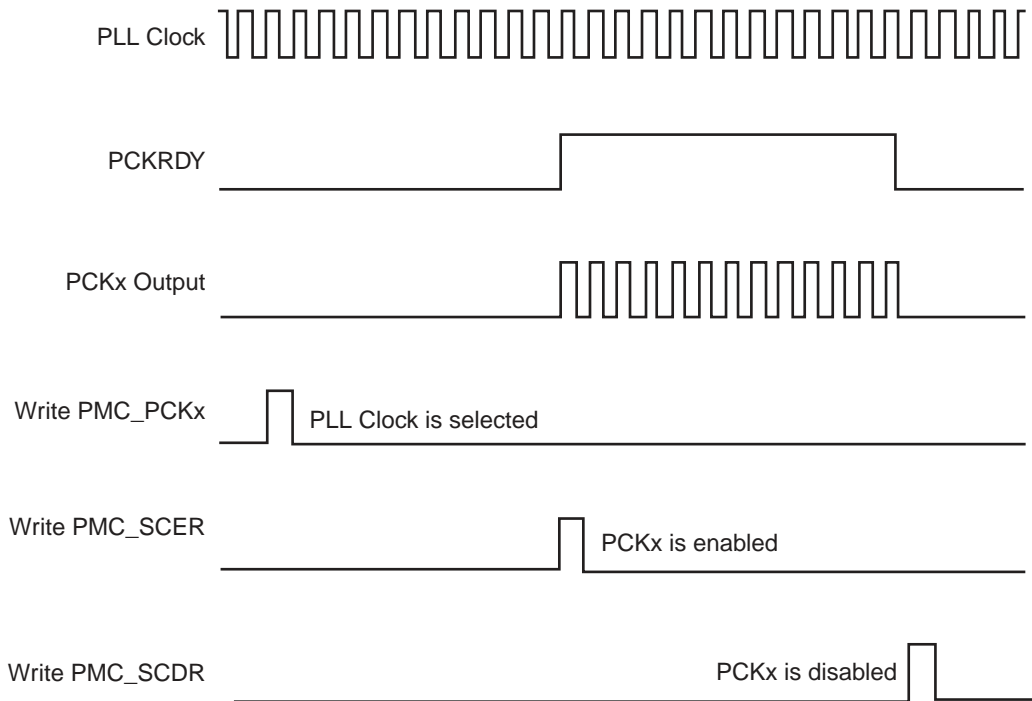 PLL Clock
PCKRDY
PCKx Output
Write PMC_PCKx
PLL Clock is selected
Write PMC_SCER
PCKx is enabled
Write PMC_SCDR
PCKx is disabled